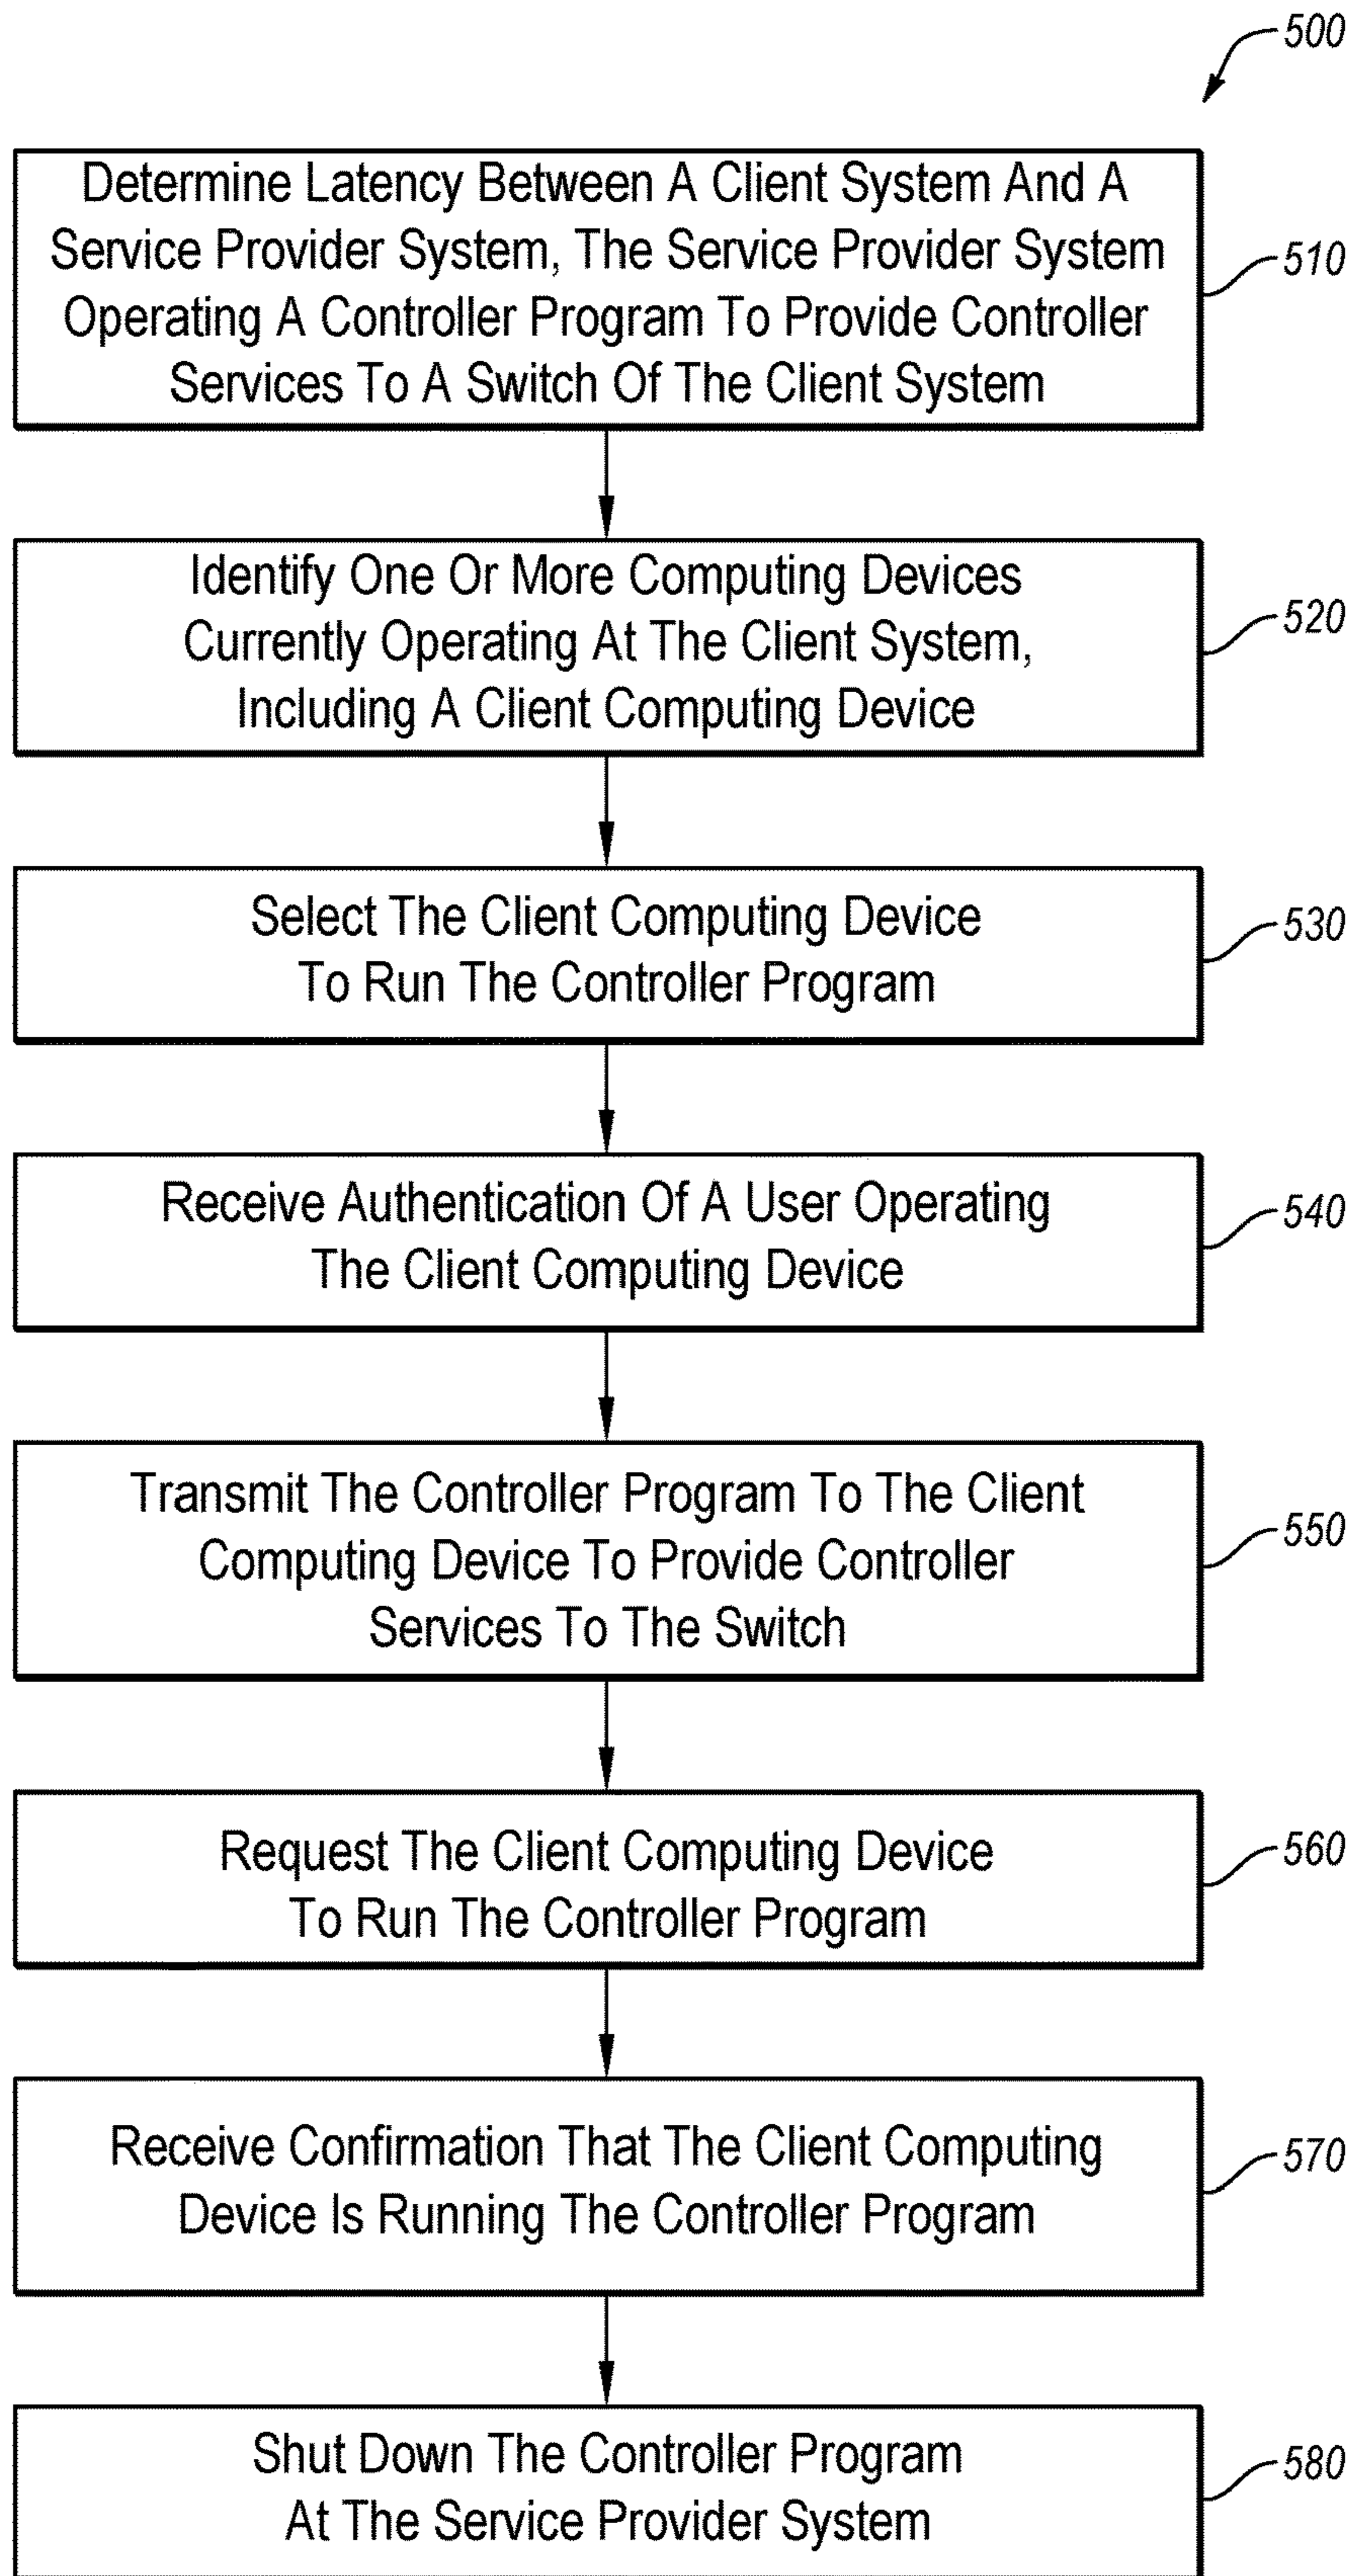 500
Determine Latency Between A Client System And A
Service Provider System, The Service Provider System
Operating A Controller Program To Provide Controller
Services To A Switch Of The Client System
510
Identify One Or More Computing Devices
Currently Operating At The Client System,
Including A Client Computing Device
520
Select The Client Computing Device
To Run The Controller Program
530
Receive Authentication Of A User Operating
The Client Computing Device
540
Transmit The Controller Program To The Client
Computing Device To Provide Controller
Services To The Switch
550
Request The Client Computing Device
To Run The Controller Program
560
Receive Confirmation That The Client Computing
Device Is Running The Controller Program
570
Shut Down The Controller Program
At The Service Provider System
580